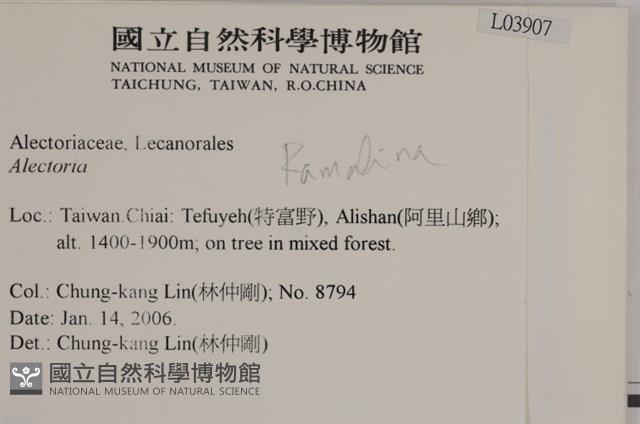 L03907
國立自然科學博物館
NATIONAL MUSEUM OF NATURAL SCIENCE
TAICHUNG, TAIWAN, R.O.CHINA
Alectoriaceae, Lecanorales
Ramalina
Alectoria
Loc.: Taiwan.Chiai: Tefuyeh(特富野), Alishan(阿里山鄉);
alt. 1400-1900m; on tree in mixed forest.
Col.: Chung-kang Lin(林仲剛); No. 8794
Date: Jan. 14, 2006.
Det.: Chung-kang Lin(林仲剛)
國立自然科學博物館
NATIONAL MUSEUM OF NATURAL SCIENCE